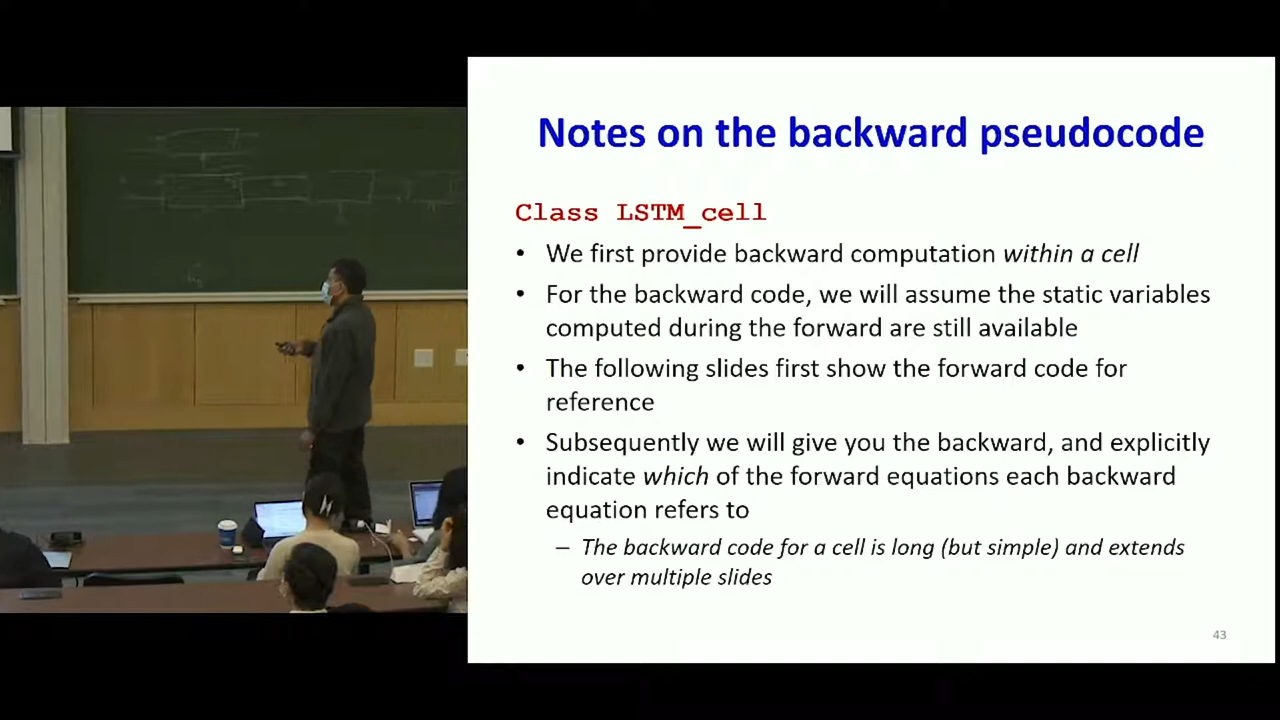 Notes on the backward pseudocode
Class LSTM_cell
• We first provide backward computation within a cell
• For the backward code, we will assume the static variables
computed during the forward are still available
• The following slides first show the forward code for
reference
• Subsequently we will give you the backward, and explicitly
indicate which of the forward equations each backward
equation refers to
– The backward code for a cell is long (but simple) and extends
over multiple slides
43